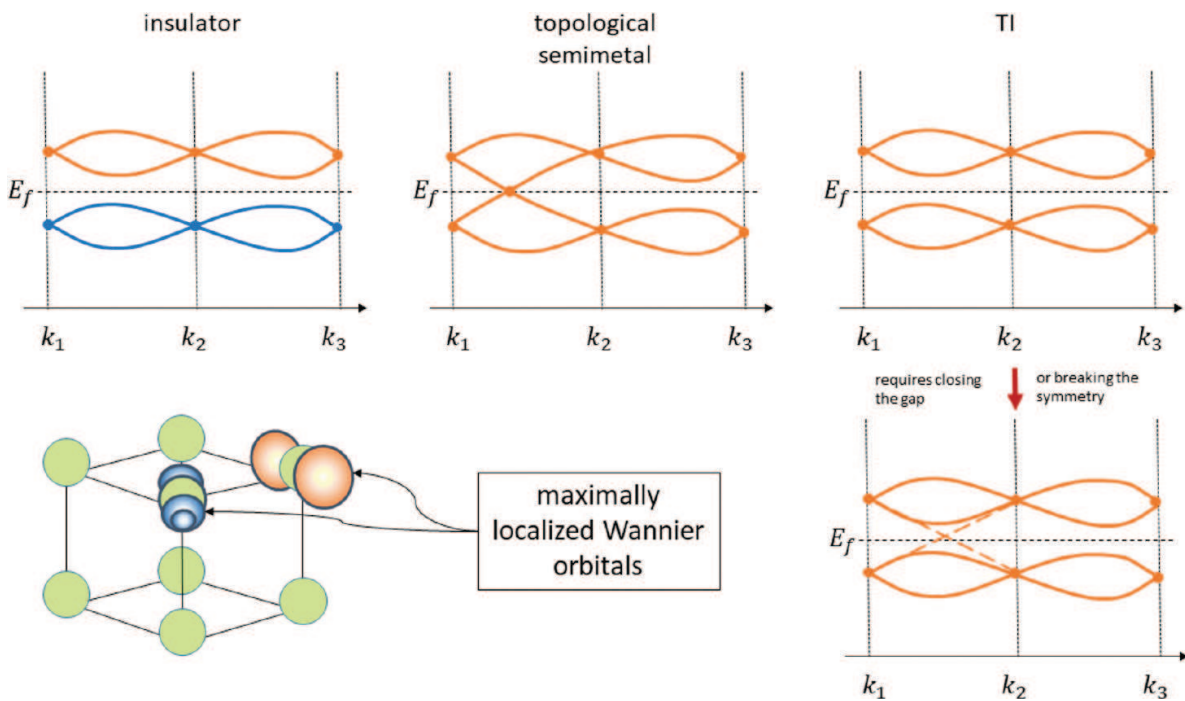 insulator
topological
semimetal
TI
E_f
E_f
E_f
k_1
k_2
k_3
k_1
k_2
k_3
k_1
k_2
k_3
requires closing
the gap
or breaking the
symmetry
maximally
localized Wannier
orbitals
E_f
k_1
k_2
k_3